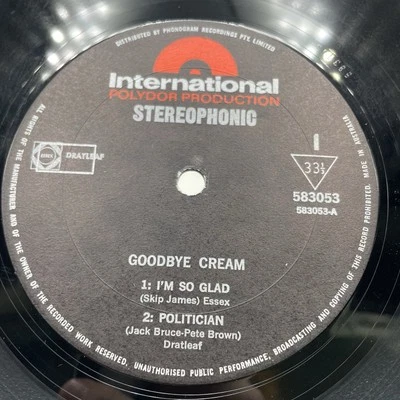 DISTRIBUTED BY PHONOGRAM RECORDINGS PTY. LIMITED
International
POLYDOR PRODUCTION
STEREOPHONIC
DRATLEAF
I
33⅓
583053
583053-A
GOODBYE CREAM
1: I'M SO GLAD
(Skip James) Essex
2: POLITICIAN
(Jack Bruce-Pete Brown)
Dratleaf
ALL RIGHTS OF THE MANUFACTURER AND OF THE OWNER OF THE RECORDED WORK RESERVED. UNAUTHORISED PUBLIC PERFORMANCE, BROADCASTING AND COPYING OF THIS RECORD PROHIBITED. MADE IN AUSTRALIA